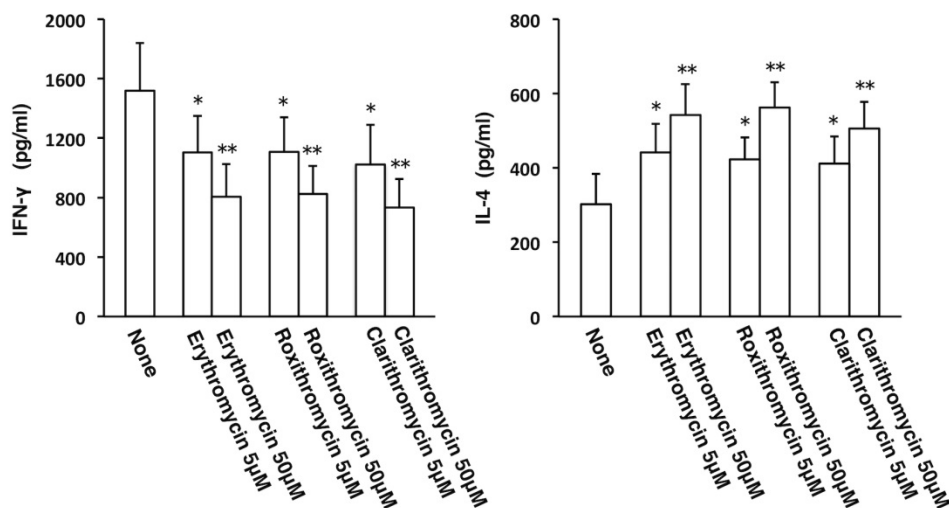 2000
1600
1200
800
400
0
IFN-γ (pg/ml)
*
**
*
**
*
**
None
Erythromycin 5μM
Erythromycin 50μM
Roxithromycin 5μM
Roxithromycin 50μM
Clarithromycin 5μM
Clarithromycin 50μM
800
600
400
200
0
IL-4 (pg/ml)
*
**
*
**
*
**
None
Erythromycin 5μM
Erythromycin 50μM
Roxithromycin 5μM
Roxithromycin 50μM
Clarithromycin 5μM
Clarithromycin 50μM